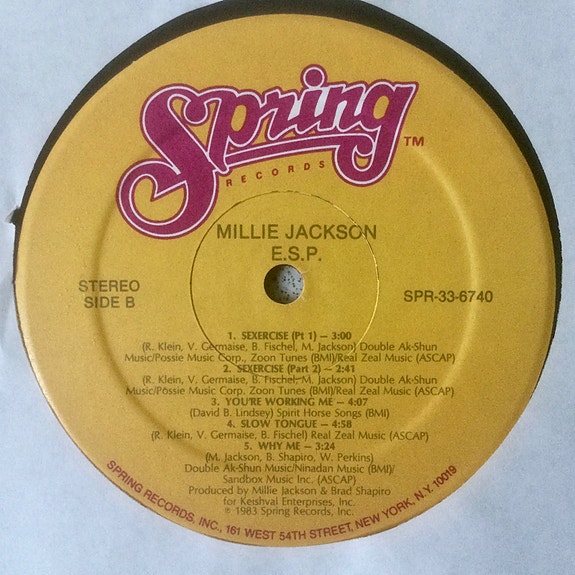 Spring
RECORDS
TM
MILLIE JACKSON
E.S.P.
STEREO
SIDE B
SPR-33-6740
1. SEXERCISE (Pt 1) — 3:00
(R. Klein, V. Germaise, B. Fischel, M. Jackson) Double Ak-Shun
Music/Possie Music Corp., Zoon Tunes (BMI)/Real Zeal Music (ASCAP)
2. SEXERCISE (Part 2) — 2:41
(R. Klein, V. Germaise, B. Fischel, M. Jackson) Double Ak-Shun
Music/Possie Music Corp., Zoon Tunes (BMI)/Real Zeal Music (ASCAP)
3. YOU'RE WORKING ME — 4:07
(David B. Lindsey) Spirit Horse Songs (BMI)
4. SLOW TONGUE — 4:58
(R. Klein, V. Germaise, B. Fischel) Real Zeal Music (ASCAP)
5. WHY ME — 3:24
(M. Jackson, B. Shapiro, W. Perkins)
Double Ak-Shun Music/Ninadan Music (BMI)/
Sandbox Music Inc. (ASCAP)
Produced by Millie Jackson & Brad Shapiro
for Keishval Enterprises, Inc.
℗ 1983 Spring Records, Inc.
SPRING RECORDS, INC., 161 WEST 54TH STREET, NEW YORK, N.Y. 10019